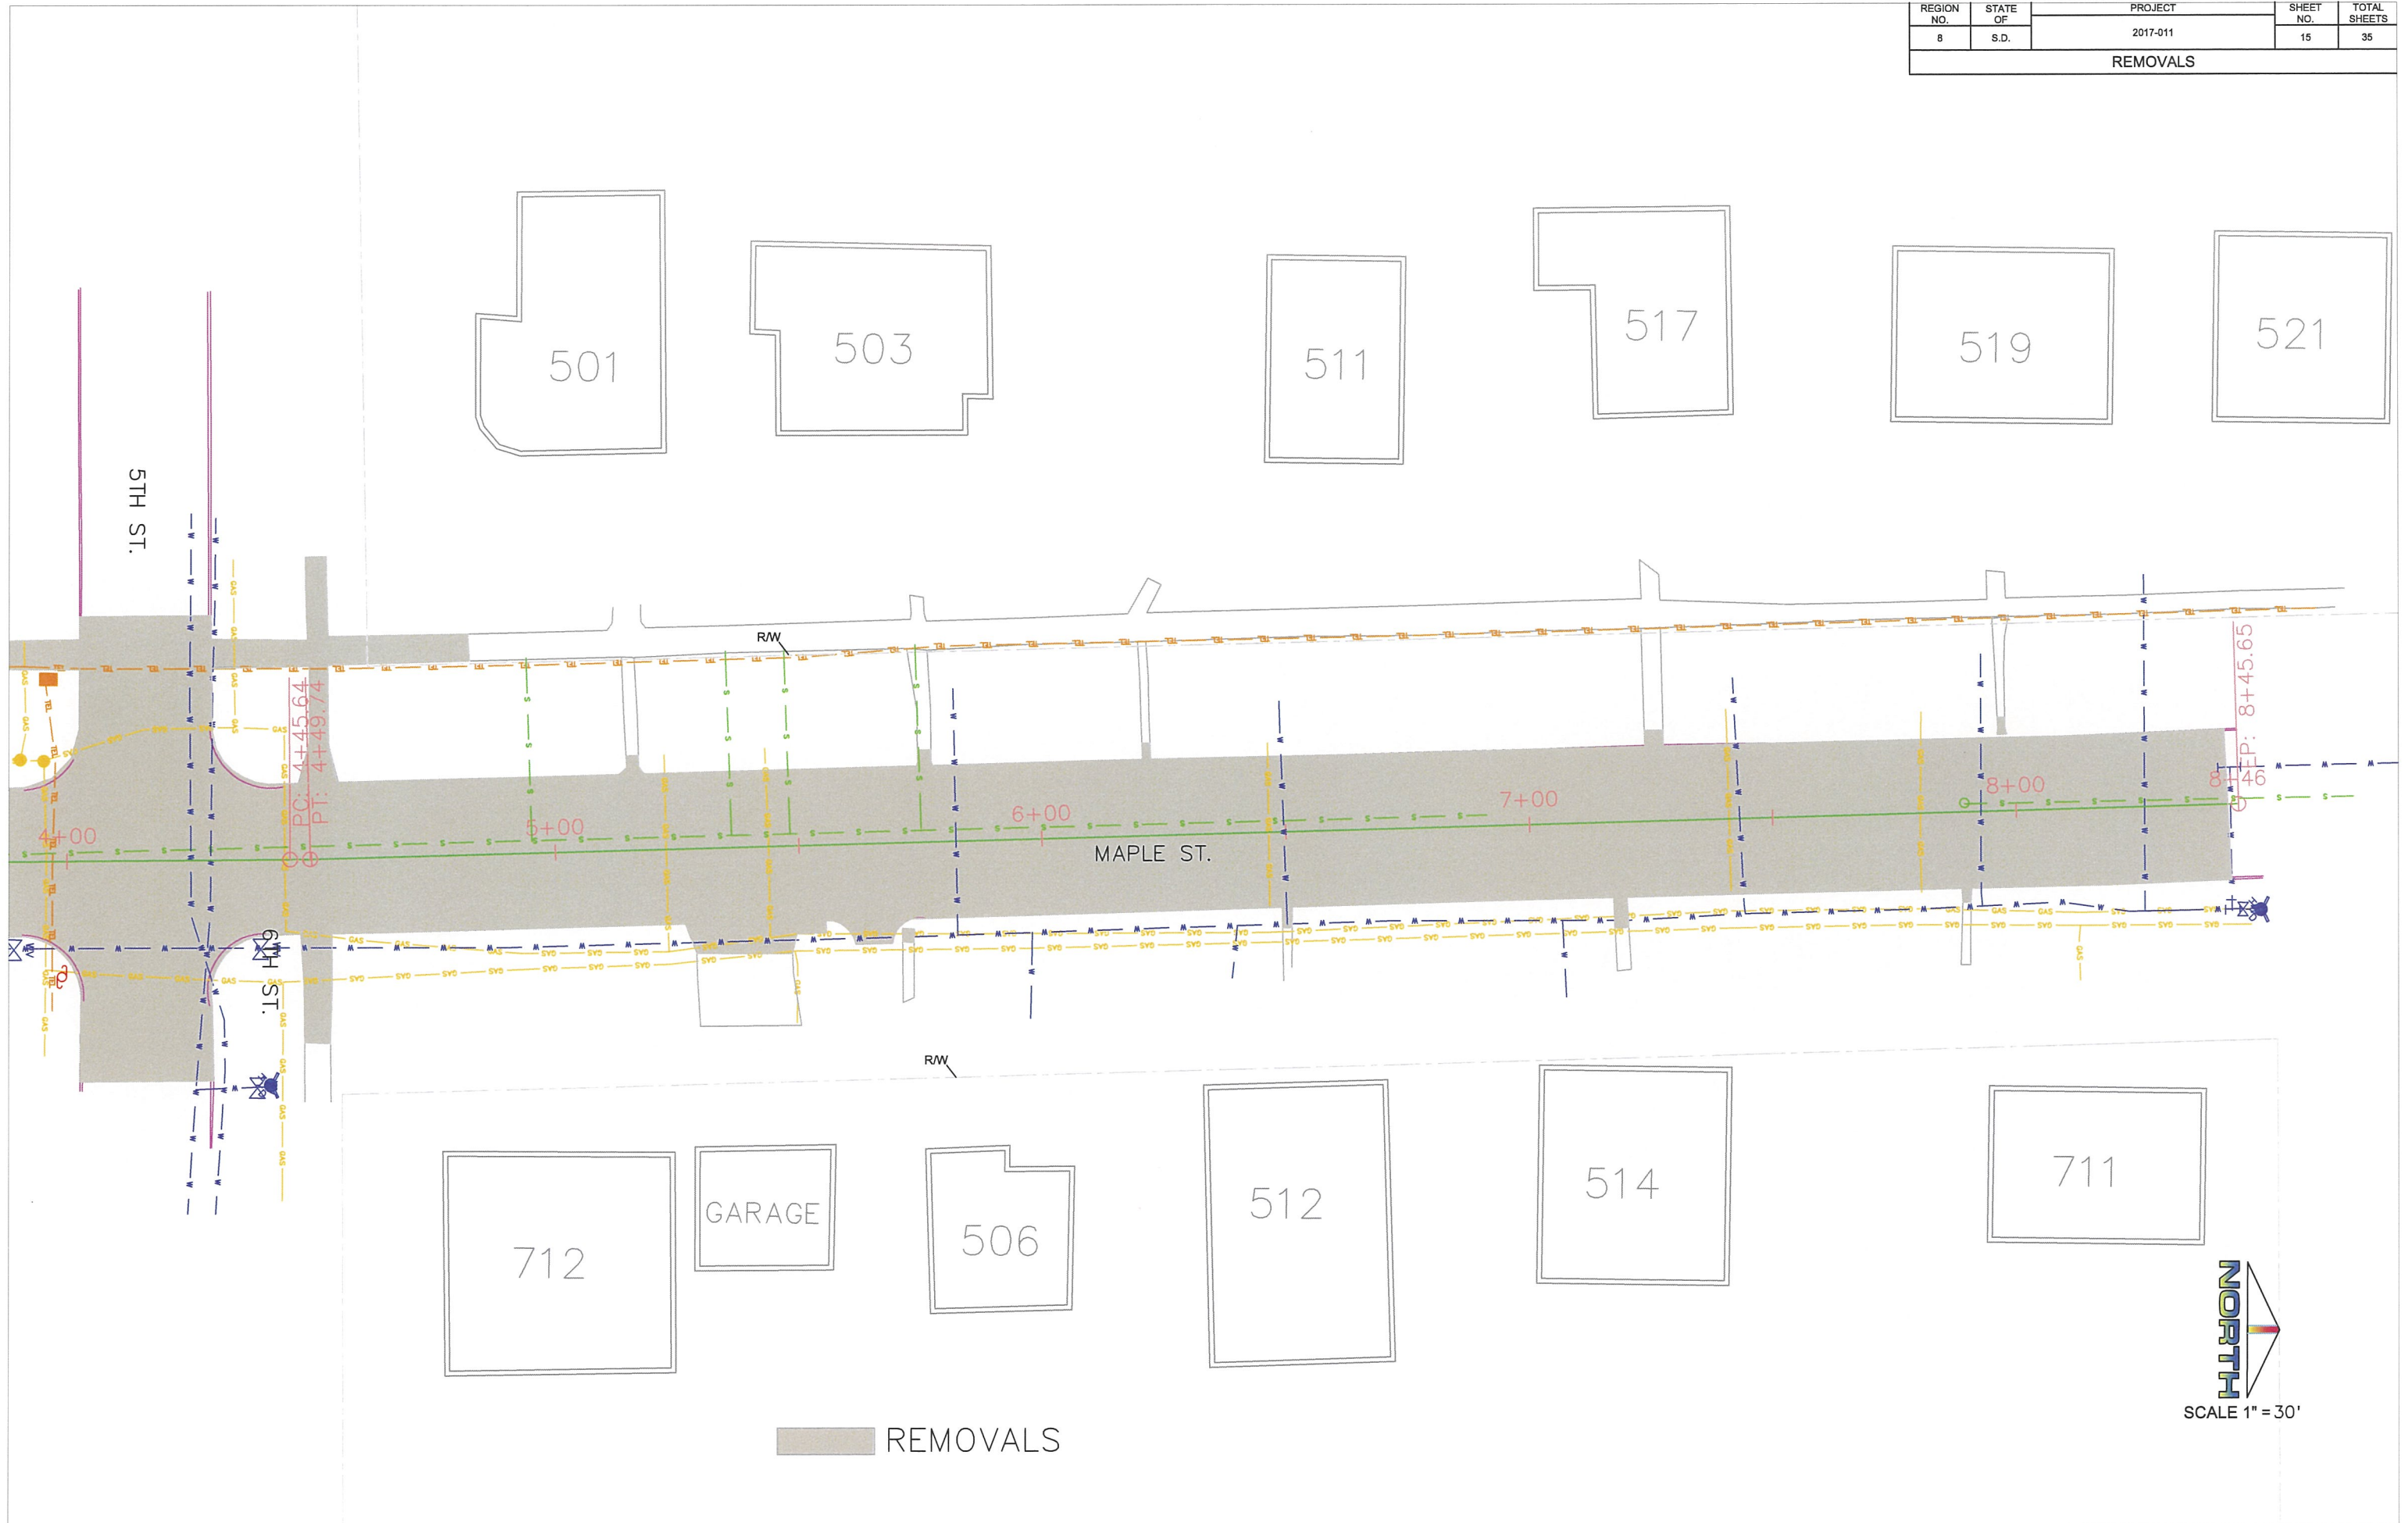 REGION NO.
STATE OF
PROJECT
SHEET NO.
TOTAL SHEETS
8
S.D.
2017-011
15
35
REMOVALS
501
503
511
517
519
521
5TH ST.
R/W
PC: 4+45.64
PT: 4+49.74
EP: 8+45.65
4+00
5+00
6+00
7+00
8+00
8+46
MAPLE ST.
6TH ST.
TEL
GAS
W
S
R/W
712
GARAGE
506
512
514
711
NORTH
SCALE 1" = 30'
REMOVALS